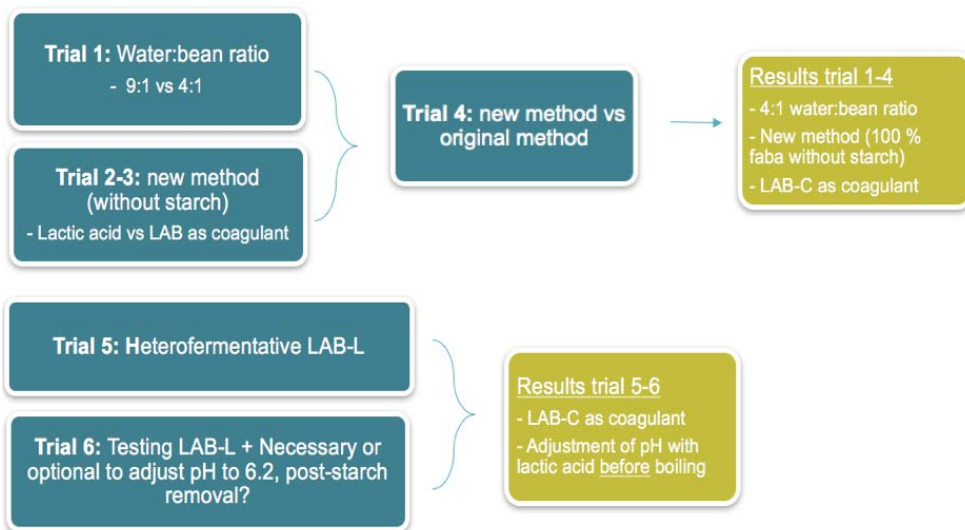 Trial 1: Water:bean ratio
- 9:1 vs 4:1
Trial 2-3: new method
(without starch)
- Lactic acid vs LAB as coagulant
Trial 4: new method vs
original method
Results trial 1-4
- 4:1 water:bean ratio
- New method (100 %
faba without starch)
- LAB-C as coagulant
Trial 5: Heterofermentative LAB-L
Trial 6: Testing LAB-L + Necessary or
optional to adjust pH to 6.2, post-starch
removal?
Results trial 5-6
- LAB-C as coagulant
- Adjustment of pH with
lactic acid before boiling